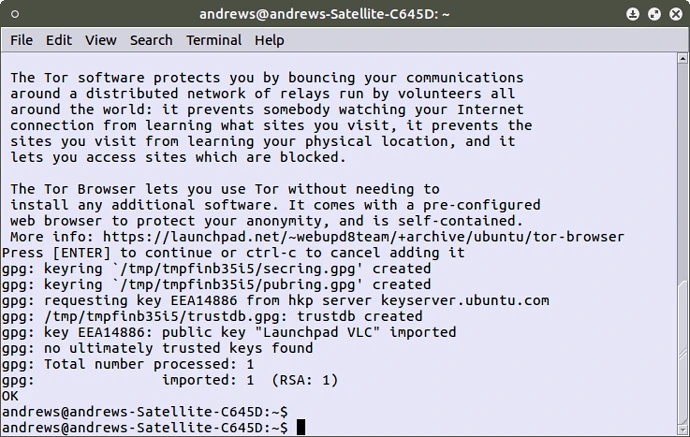 andrews@andrews-Satellite-C645D: ~
File Edit View Search Terminal Help
The Tor software protects you by bouncing your communications
around a distributed network of relays run by volunteers all
around the world: it prevents somebody watching your Internet
connection from learning what sites you visit, it prevents the
sites you visit from learning your physical location, and it
lets you access sites which are blocked.
The Tor Browser lets you use Tor without needing to
install any additional software. It comes with a pre-configured
web browser to protect your anonymity, and is self-contained.
More info: https://launchpad.net/~webupd8team/+archive/ubuntu/tor-browser
Press [ENTER] to continue or ctrl-c to cancel adding it
gpg: keyring `/tmp/tmpfinb35i5/secring.gpg' created
gpg: keyring `/tmp/tmpfinb35i5/pubring.gpg' created
gpg: requesting key EEA14886 from hkp server keyserver.ubuntu.com
gpg: /tmp/tmpfinb35i5/trustdb.gpg: trustdb created
gpg: key EEA14886: public key "Launchpad VLC" imported
gpg: no ultimately trusted keys found
gpg: Total number processed: 1
gpg:               imported: 1  (RSA: 1)
OK
andrews@andrews-Satellite-C645D:~$
andrews@andrews-Satellite-C645D:~$